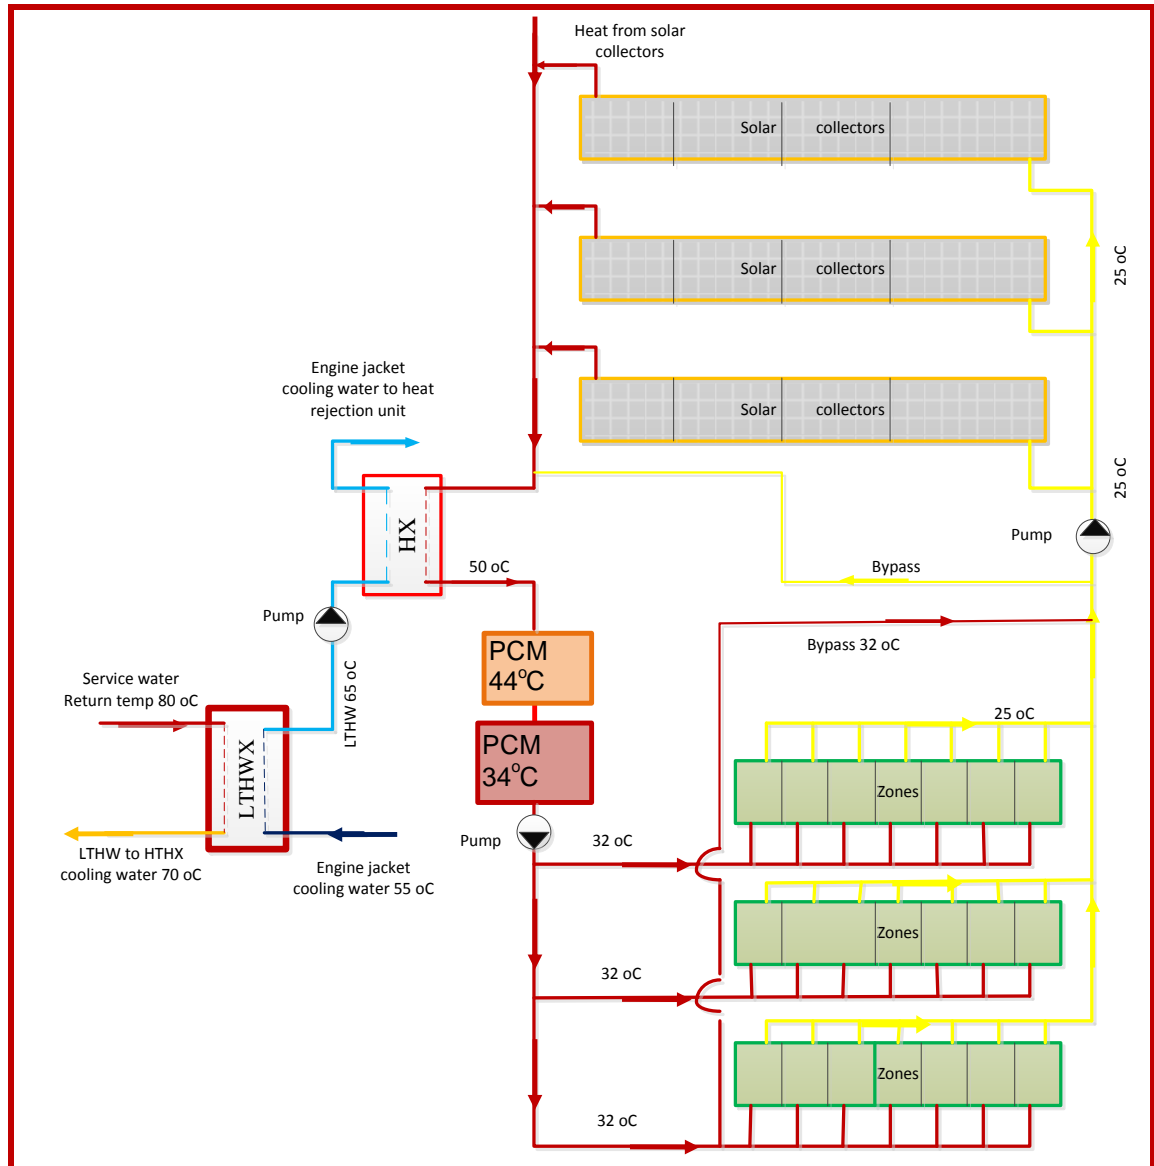 Heat from solar
collectors
Solar collectors
25 oC
Solar collectors
Engine jacket
cooling water to heat
rejection unit
Solar collectors
25 oC
HX
Pump
50 oC
Bypass
Pump
PCM
44°C
Bypass 32 oC
Service water
Return temp 80 oC
LTHW 65 oC
25 oC
PCM
34°C
LTHWX
Zones
Pump
32 oC
LTHW to HTHX
cooling water 70 oC
Engine jacket
cooling water 55 oC
Zones
32 oC
Zones
32 oC